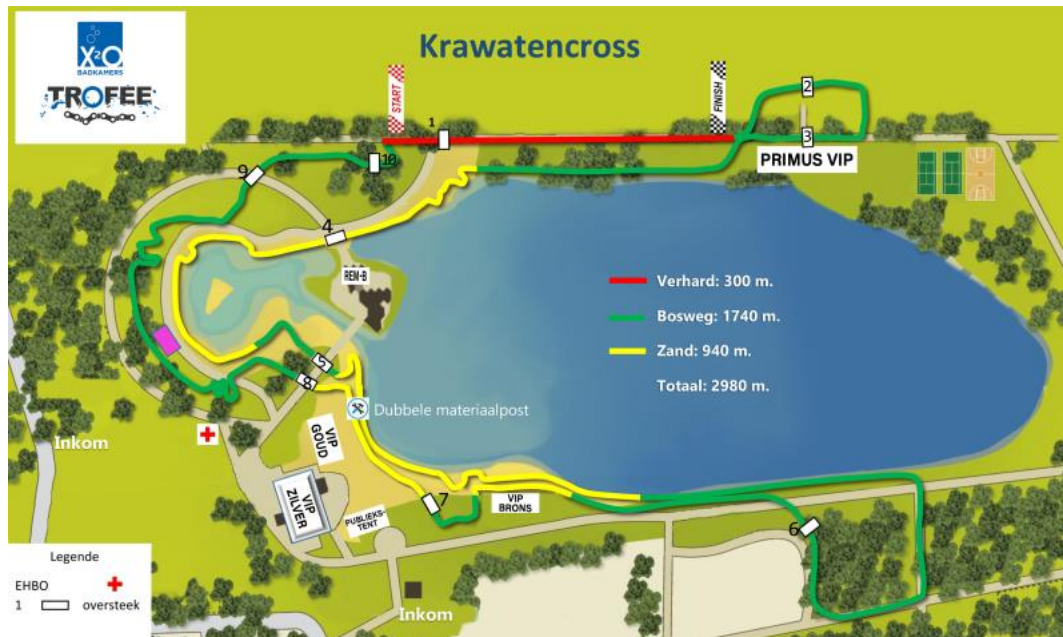 X²O
BADKAMERS
TROFÉE
Krawatencross
START
FINISH
1
2
3
PRIMUS VIP
10
9
4
REM-B
Verhard: 300 m.
Bosweg: 1740 m.
Zand: 940 m.
Totaal: 2980 m.
5
8
Dubbele materiaalpost
Inkom
VIP
GOUD
VIP
ZILVER
PUBLIEKS-
TENT
7
VIP
BRONS
6
Inkom
Legende
EHBO
1 oversteek